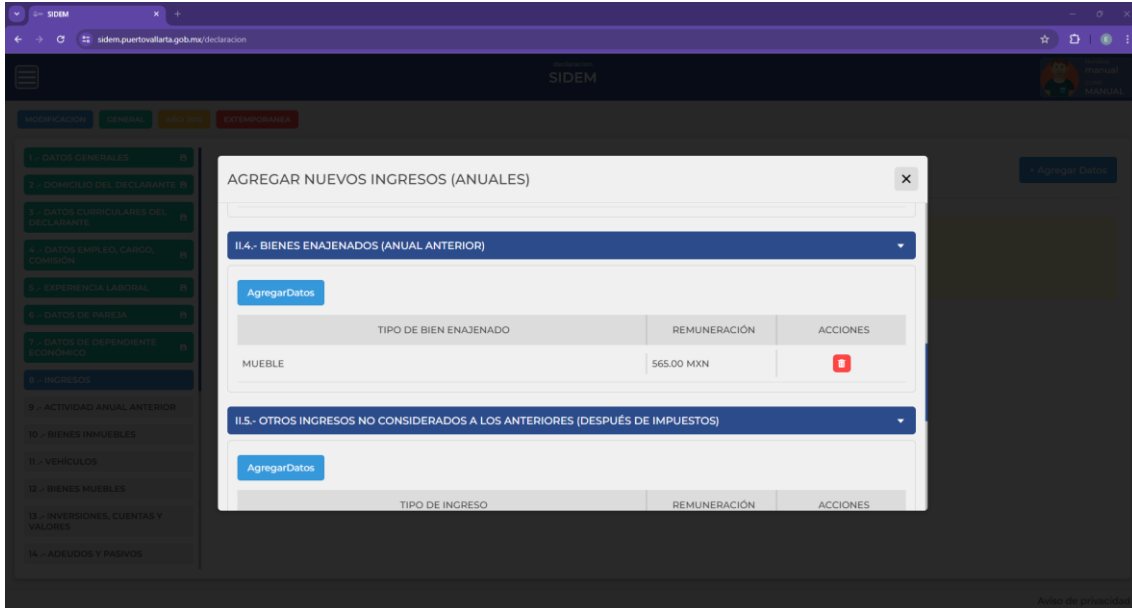 SIDEM
sidem.puertovallarta.gob.mx/declaracion
SIDEM
manual
MANUAL
MODIFICACION GENERAL EXTEMPORANEA
+ Agregar Datos
1 .- DATOS GENERALES
2 .- DOMICILIO DEL DECLARANTE
3 .- DATOS CURRICULARES DEL
DECLARANTE
4 .- DATOS EMPLEO, CARGO,
COMISIÓN
5 .- EXPERIENCIA LABORAL
6 .- DATOS DE PAREJA
7 .- DATOS DE DEPENDIENTE
ECONÓMICO
8 .- INGRESOS
9 .- ACTIVIDAD ANUAL ANTERIOR
10 .- BIENES INMUEBLES
11 .- VEHÍCULOS
12 .- BIENES MUEBLES
13 .- INVERSIONES, CUENTAS Y
VALORES
14 .- ADEUDOS Y PASIVOS
AGREGAR NUEVOS INGRESOS (ANUALES)
II.4.- BIENES ENAJENADOS (ANUAL ANTERIOR)
AgregarDatos
TIPO DE BIEN ENAJENADO REMUNERACIÓN ACCIONES
MUEBLE 565.00 MXN
II.5.- OTROS INGRESOS NO CONSIDERADOS A LOS ANTERIORES (DESPUÉS DE IMPUESTOS)
AgregarDatos
TIPO DE INGRESO REMUNERACIÓN ACCIONES
Aviso de privacidad